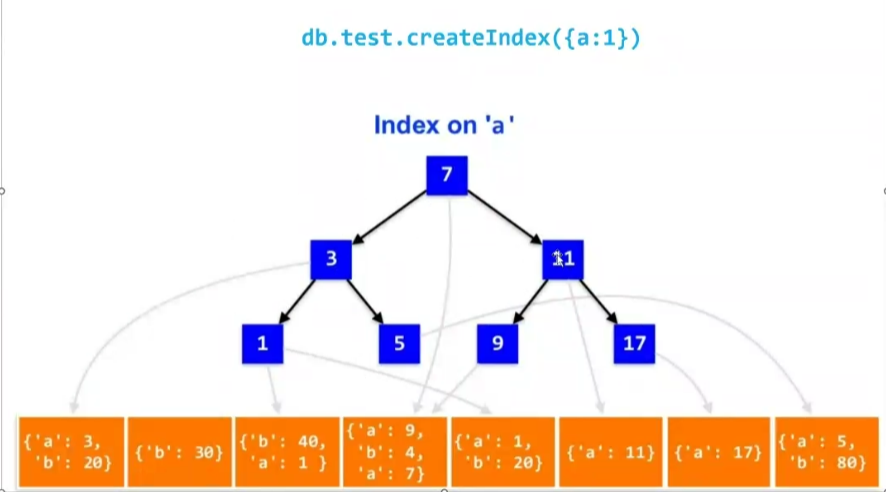 db.test.createIndex({a:1})
Index on 'a'
7
3
11
1
5
9
17
{'a': 3,
'b': 20}
{'b': 30}
{'b': 40,
'a': 1 }
{'a': 9,
'b': 4,
'a': 7}
{'a': 1,
'b': 20}
{'a': 11}
{'a': 17}
{'a': 5,
'b': 80}